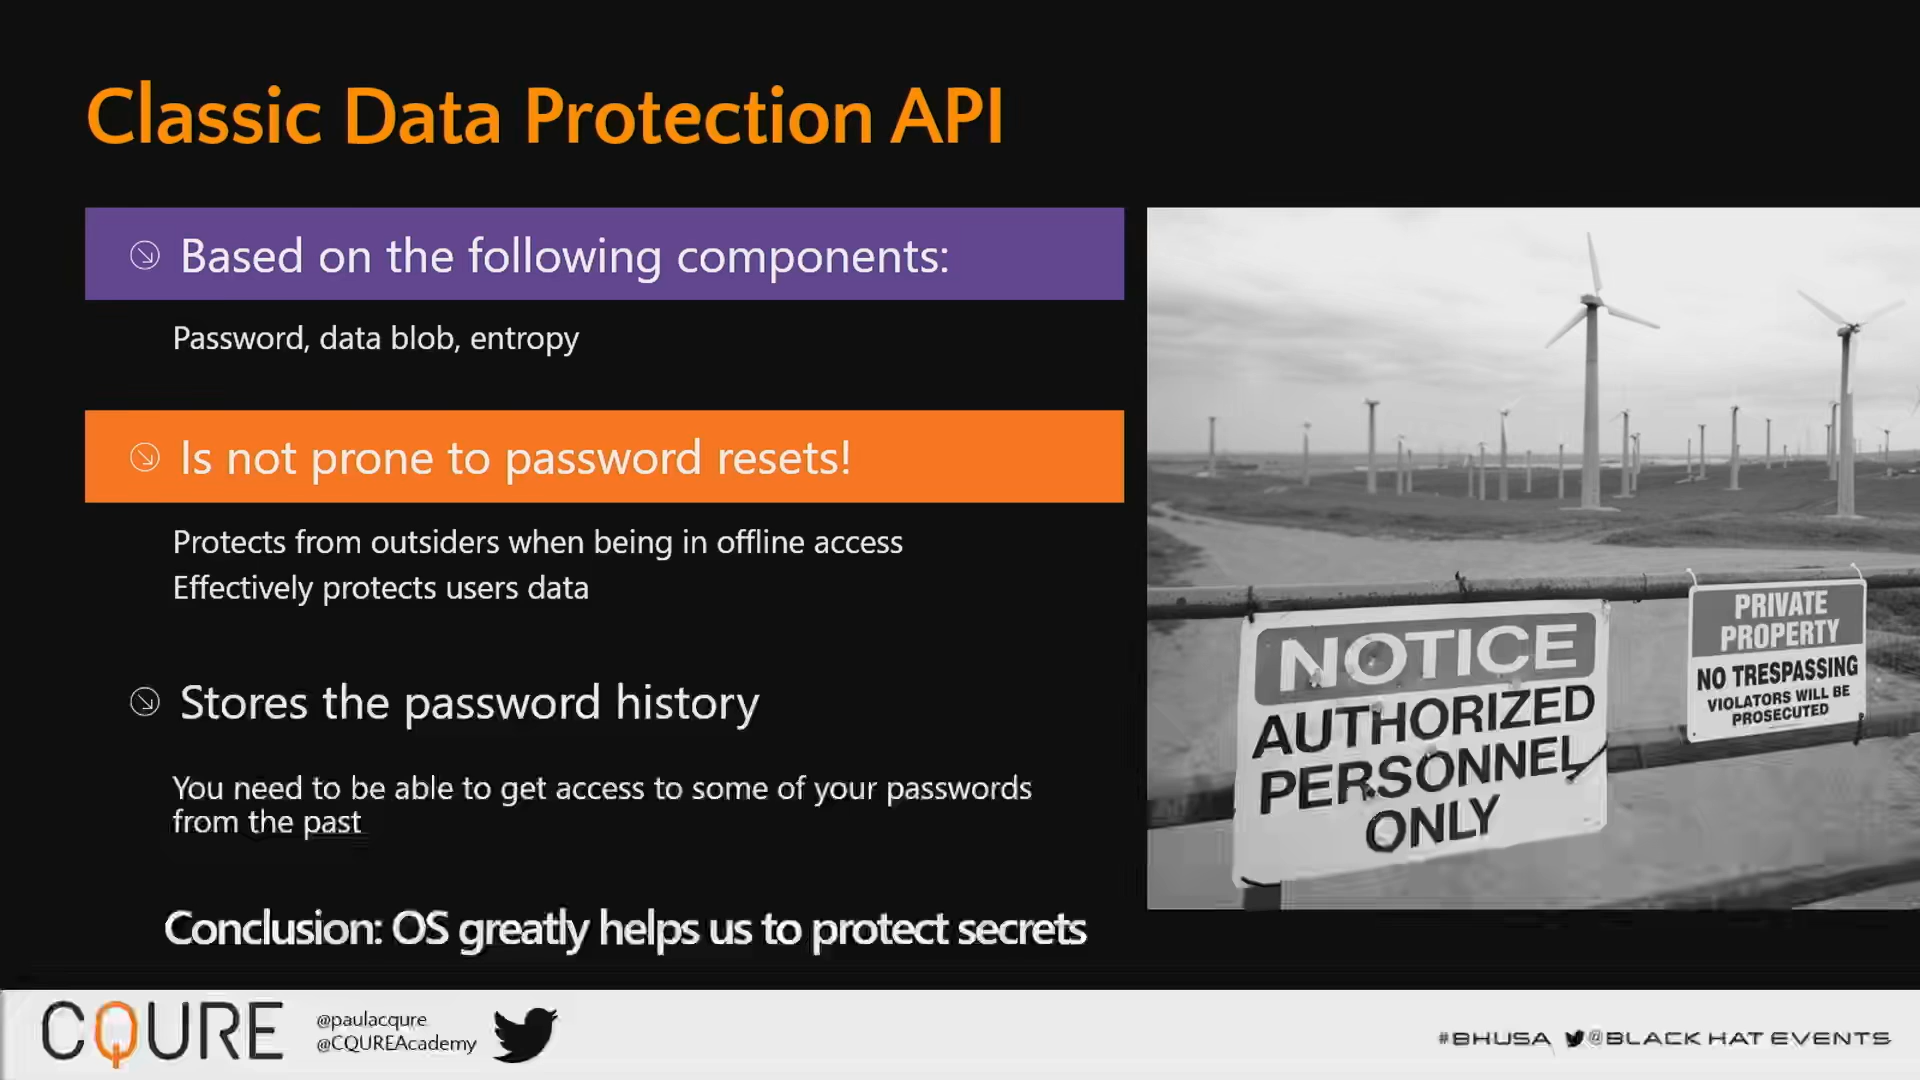 Classic Data Protection API
Based on the following components:
Password, data blob, entropy
Is not prone to password resets!
Protects from outsiders when being in offline access
Effectively protects users data
Stores the password history
You need to be able to get access to some of your passwords
from the past
Conclusion: OS greatly helps us to protect secrets
NOTICE
AUTHORIZED
PERSONNEL
ONLY
PRIVATE
PROPERTY
NO TRESPASSING
VIOLATORS WILL BE
PROSECUTED
CQURE
@paulacqure
@CQUREAcademy
#BHUSA @BLACK HAT EVENTS